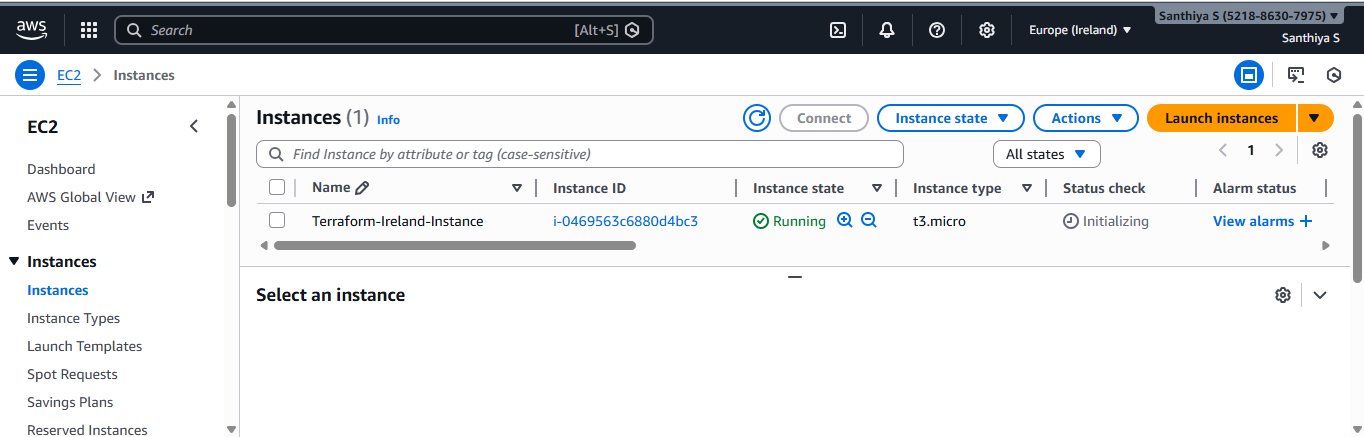 aws
Search [Alt+S] Europe (Ireland) Santhiya S (5218-8630-7975)
Santhiya S
EC2 Instances
EC2
Dashboard
AWS Global View
Events
Instances
Instances
Instance Types
Launch Templates
Spot Requests
Savings Plans
Reserved Instances
Instances (1) Info Connect Instance state Actions Launch instances
Find Instance by attribute or tag (case-sensitive) All states 1
Name Instance ID Instance state Instance type Status check Alarm status
Terraform-Ireland-Instance i-0469563c6880d4bc3 Running t3.micro Initializing View alarms
Select an instance